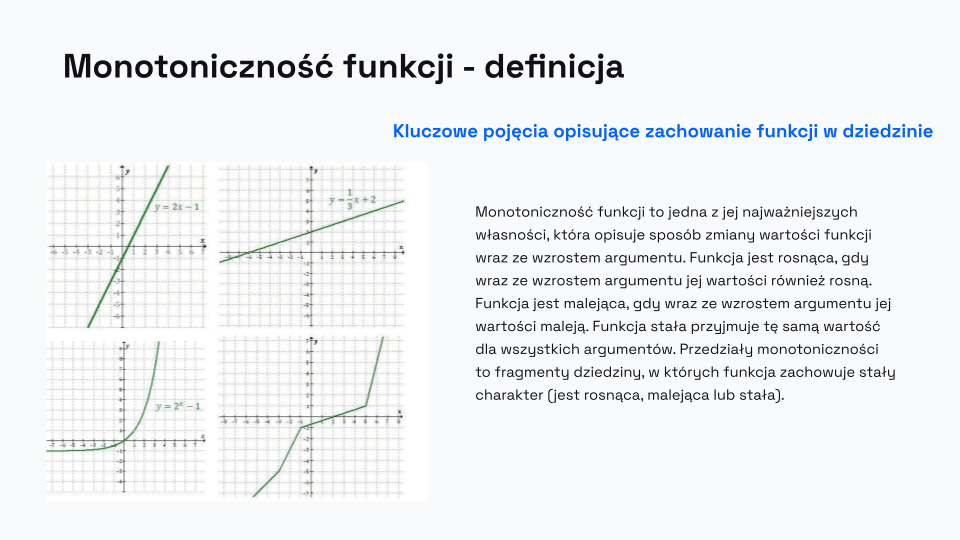 Monotoniczność funkcji - definicja
Kluczowe pojęcia opisujące zachowanie funkcji w dziedzinie
y = 2x − 1
y = 1/3 x + 2
y = 2ˣ − 1
Monotoniczność funkcji to jedna z jej najważniejszych
własności, która opisuje sposób zmiany wartości funkcji
wraz ze wzrostem argumentu. Funkcja jest rosnąca, gdy
wraz ze wzrostem argumentu jej wartości również rosną.
Funkcja jest malejąca, gdy wraz ze wzrostem argumentu jej
wartości maleją. Funkcja stała przyjmuje tę samą wartość
dla wszystkich argumentów. Przedziały monotoniczności
to fragmenty dziedziny, w których funkcja zachowuje stały
charakter (jest rosnąca, malejąca lub stała).